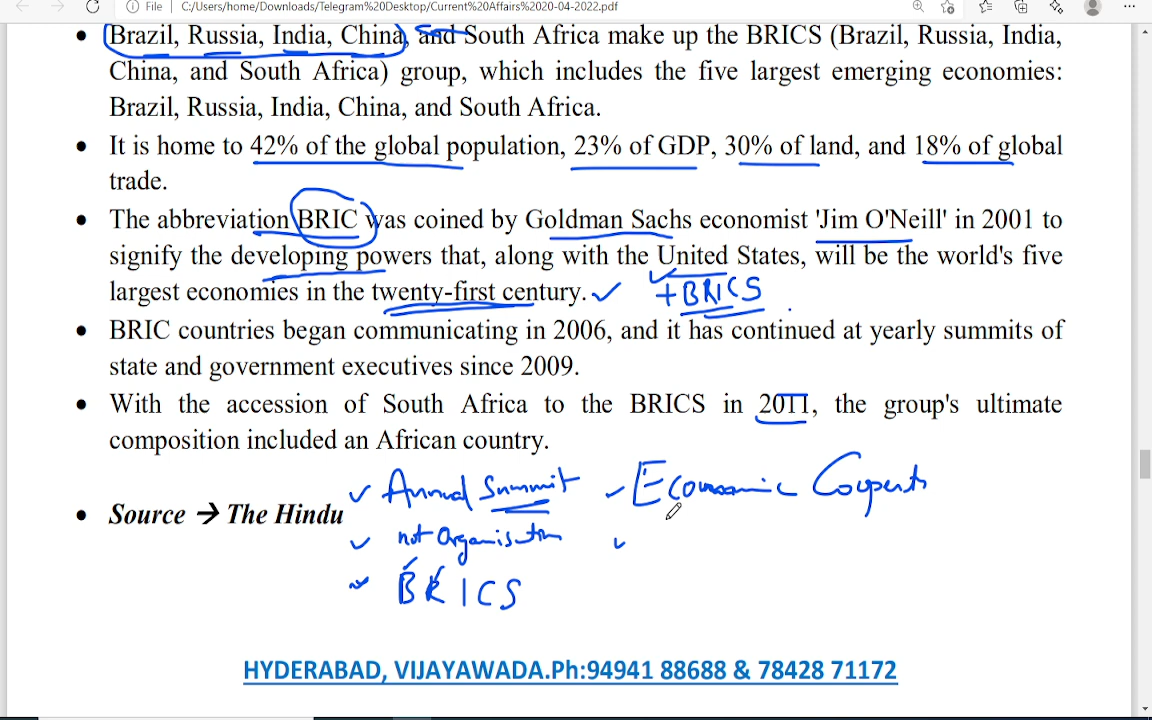 File | C:/Users/home/Downloads/Telegram%20Desktop/Current%20Affairs%2020-04-2022.pdf
• (Brazil, Russia, India, China), and South Africa make up the BRICS (Brazil, Russia, India,
China, and South Africa) group, which includes the five largest emerging economies:
Brazil, Russia, India, China, and South Africa.
• It is home to 42% of the global population, 23% of GDP, 30% of land, and 18% of global
trade.
• The abbreviation BRIC was coined by Goldman Sachs economist 'Jim O'Neill' in 2001 to
signify the developing powers that, along with the United States, will be the world's five
largest economies in the twenty-first century. ✓ +BRICS
• BRIC countries began communicating in 2006, and it has continued at yearly summits of
state and government executives since 2009.
• With the accession of South Africa to the BRICS in 2011, the group's ultimate
composition included an African country.
✓ Annual Summit ✓ Economic
• Source → The Hindu
✓ not Organisation ✓
✓ BRICS
HYDERABAD, VIJAYAWADA.Ph:94941 88688 & 78428 71172